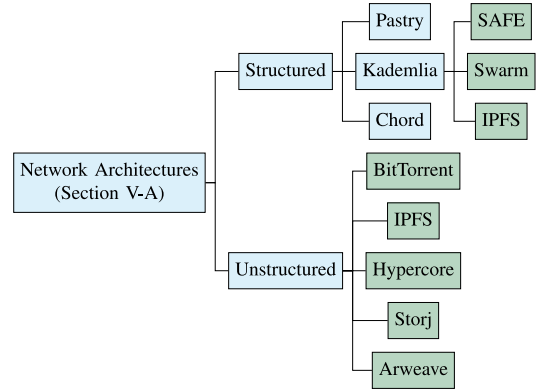 Pastry
SAFE
Structured
Kademlia
Swarm
Chord
IPFS
Network Architectures
(Section V-A)
BitTorrent
IPFS
Unstructured
Hypercore
Storj
Arweave